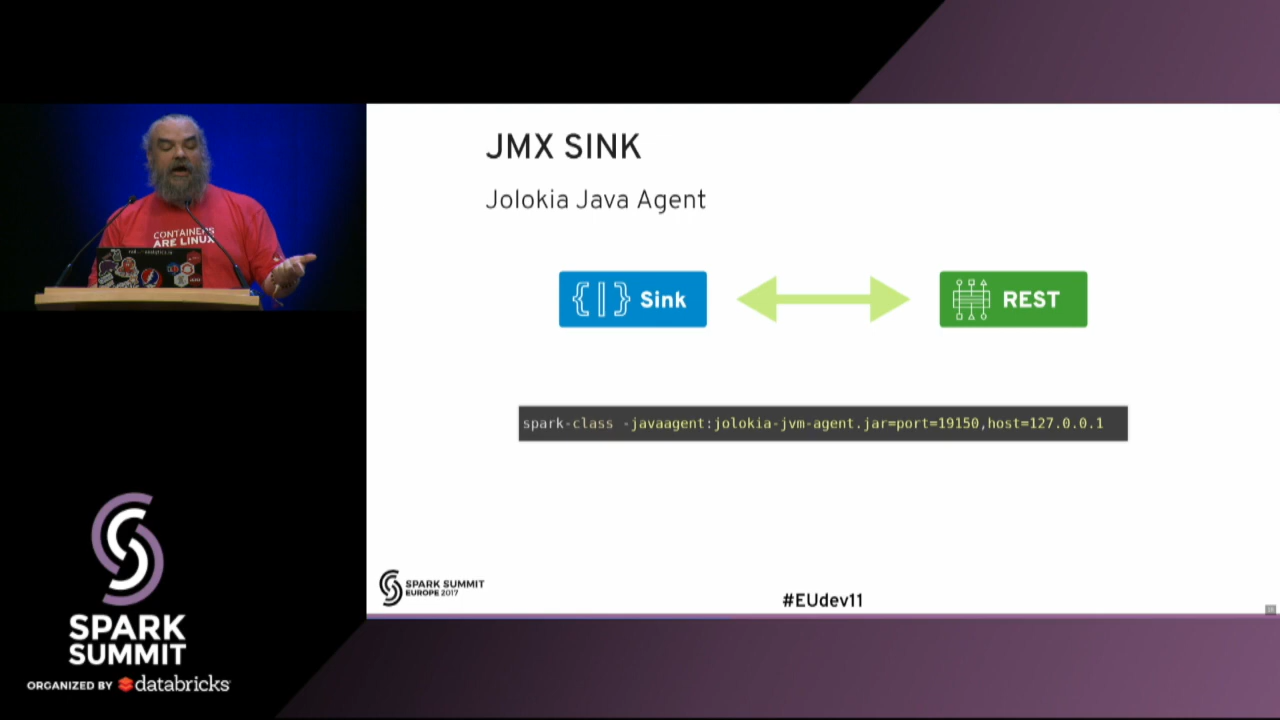 JMX SINK
Jolokia Java Agent
{|} Sink
REST
spark-class -javaagent:jolokia-jvm-agent.jar=port=19150,host=127.0.0.1
CONTAINERS
ARE LINUX
SPARK SUMMIT
EUROPE 2017
#EUdev11
SPARK
SUMMIT
ORGANIZED BY databricks